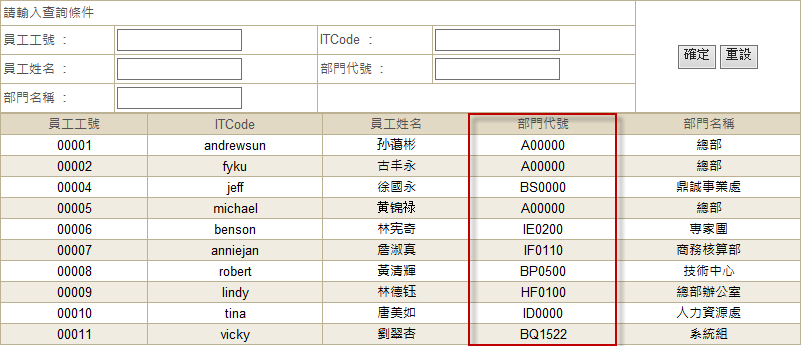 請輸入查詢條件
員工工號 : ITCode :
員工姓名 : 部門代號 :
確定 重設
部門名稱 :
員工工號 ITCode 員工姓名 部門代號 部門名稱
00001 andrewsun 孙藹彬 A00000 總部
00002 fyku 古丰永 A00000 總部
00004 jeff 徐國永 BS0000 鼎誠事業處
00005 michael 黄锦禄 A00000 總部
00006 benson 林宪奇 IE0200 專家團
00007 anniejan 詹淑真 IF0110 商務核算部
00008 robert 黃清輝 BP0500 技術中心
00009 lindy 林德钰 HF0100 總部辦公室
00010 tina 唐美如 ID0000 人力資源處
00011 vicky 劉翠杏 BQ1522 系統組